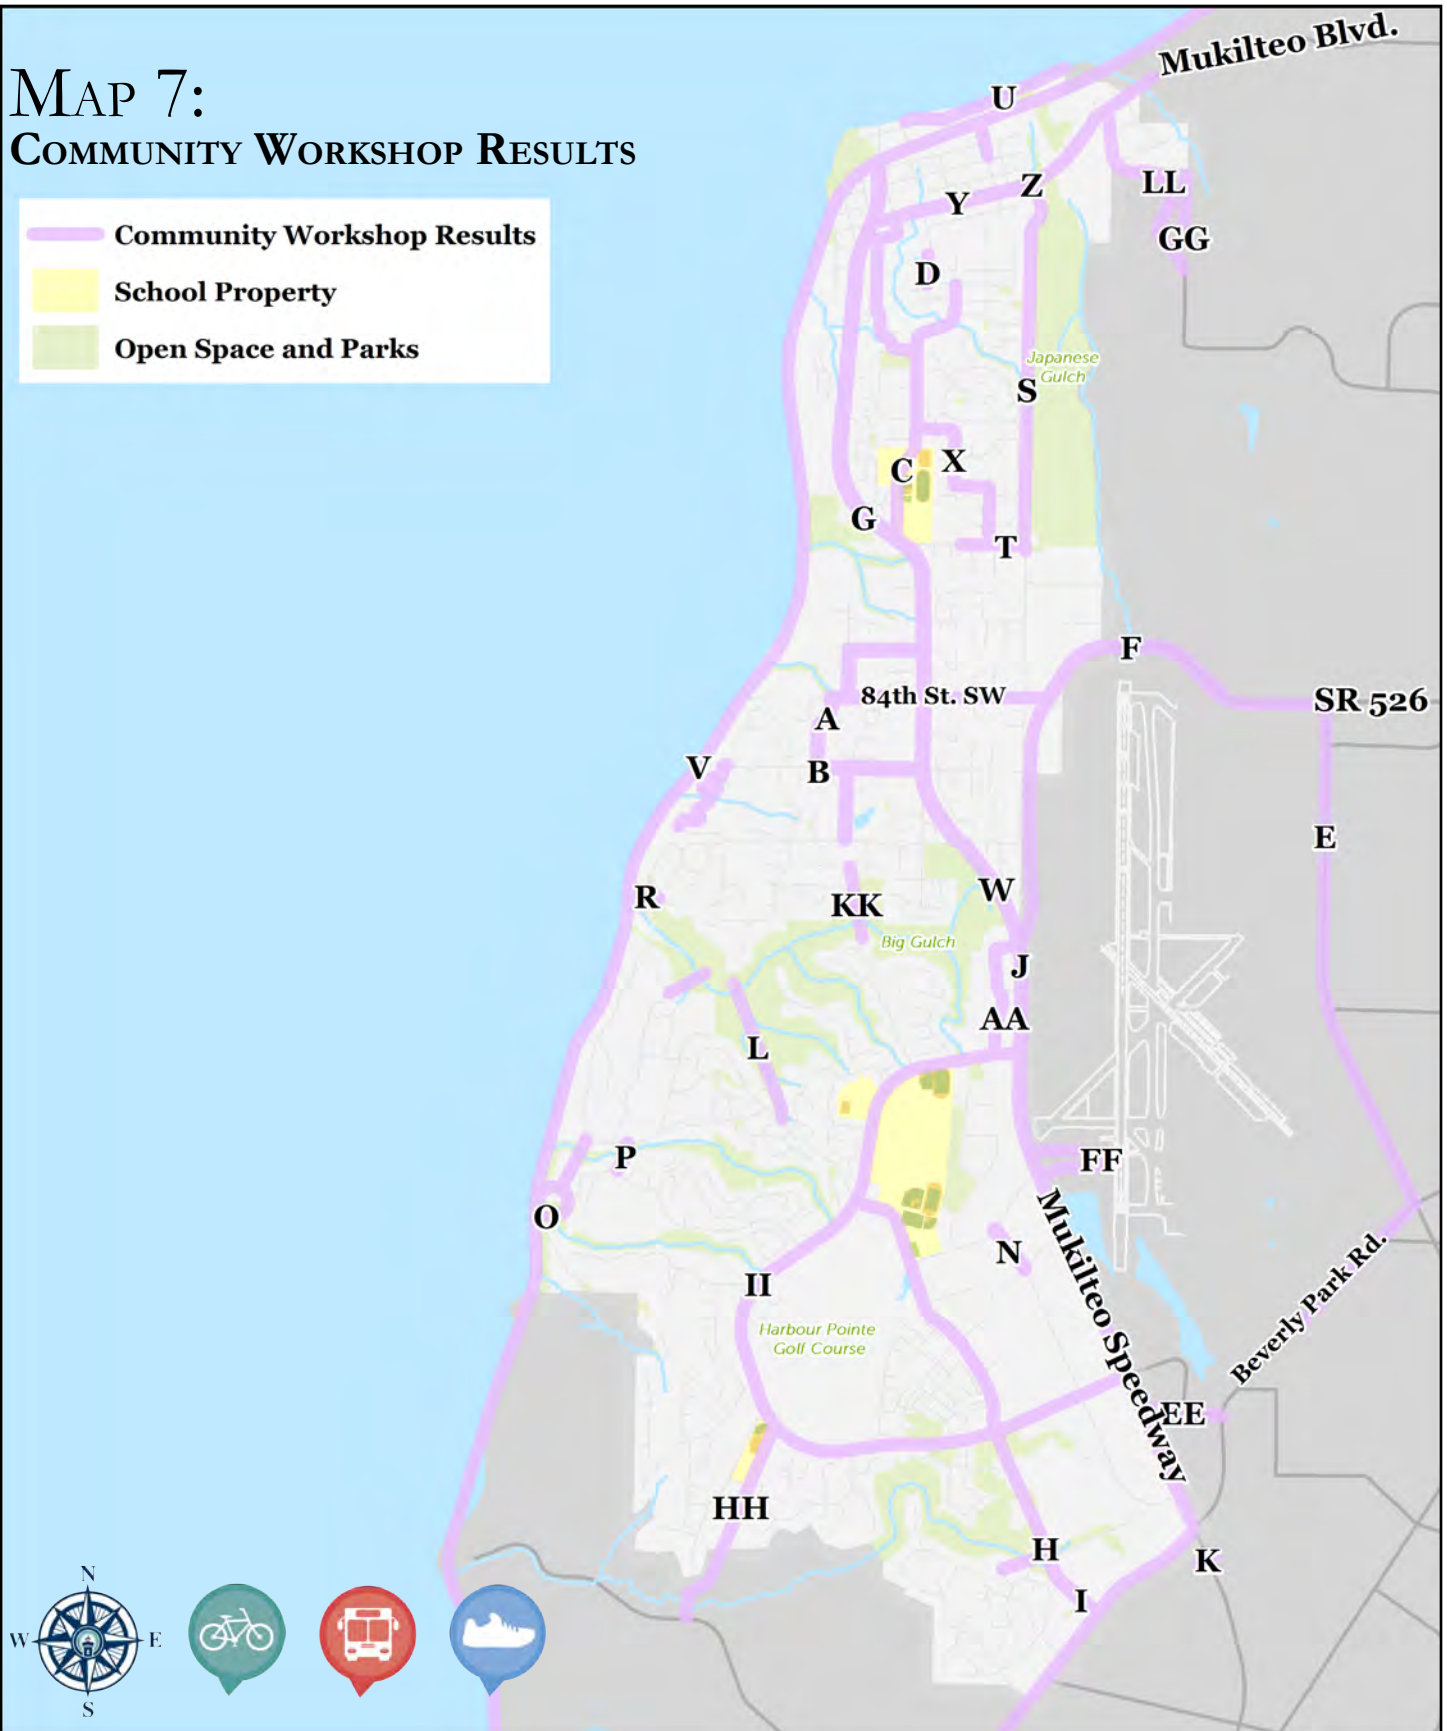 MAP 7:
COMMUNITY WORKSHOP RESULTS
Community Workshop Results
School Property
Open Space and Parks
Mukilteo Blvd.
U
LL
Z
Y
GG
D
Japanese
Gulch
S
X
C
G
T
F
84th St. SW
SR 526
A
V
B
E
W
R
KK
Big Gulch
J
AA
L
P
FF
O
Mukilteo Speedway
N
Beverly Park Rd.
II
Harbour Pointe
Golf Course
EE
HH
H
K
I
N
W
E
S